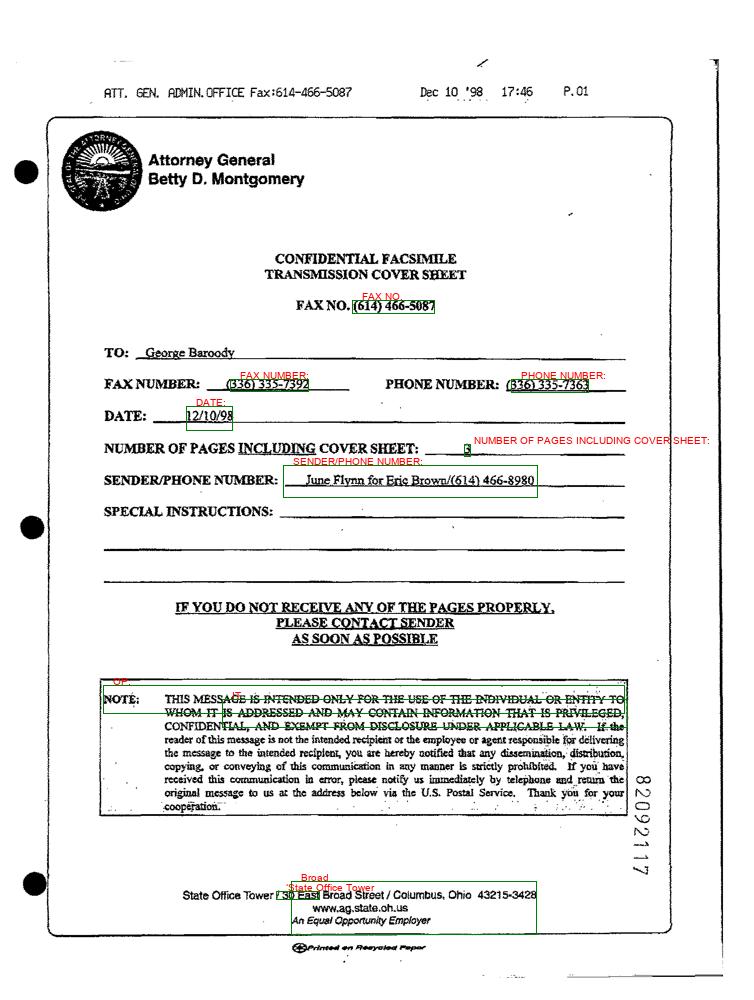 ATT. GEN. ADMIN.OFFICE Fax:614-466-5087 Dec 10 '98 17:46 P.01
Attorney General
Betty D. Montgomery
CONFIDENTIAL FACSIMILE
TRANSMISSION COVER SHEET
FAX NO.
FAX NO. (614) 466-5087
TO: George Baroody
FAX NUMBER: PHONE NUMBER:
FAX NUMBER: (336) 335-7392 PHONE NUMBER: (336) 335-7363
DATE:
DATE: 12/10/98
NUMBER OF PAGES INCLUDING COVER SHEET:
NUMBER OF PAGES INCLUDING COVER SHEET: 3
SENDER/PHONE NUMBER:
SENDER/PHONE NUMBER: June Flynn for Eric Brown/(614) 466-8980
SPECIAL INSTRUCTIONS:
IF YOU DO NOT RECEIVE ANY OF THE PAGES PROPERLY,
PLEASE CONTACT SENDER
AS SOON AS POSSIBLE
NOTE: THIS MESSAGE IS INTENDED ONLY FOR THE USE OF THE INDIVIDUAL OR ENTITY TO
WHOM IT IS ADDRESSED AND MAY CONTAIN INFORMATION THAT IS PRIVILEGED,
CONFIDENTIAL, AND EXEMPT FROM DISCLOSURE UNDER APPLICABLE LAW. If the
reader of this message is not the intended recipient or the employee or agent responsible for delivering
the message to the intended recipient, you are hereby notified that any dissemination, distribution,
copying, or conveying of this communication in any manner is strictly prohibited. If you have
received this communication in error, please notify us immediately by telephone and return the
original message to us at the address below via the U.S. Postal Service. Thank you for your
cooperation.
82092117
Broad
State Office Tower
State Office Tower / 30 East Broad Street / Columbus, Ohio 43215-3428
www.ag.state.oh.us
An Equal Opportunity Employer
Printed on Recycled Paper